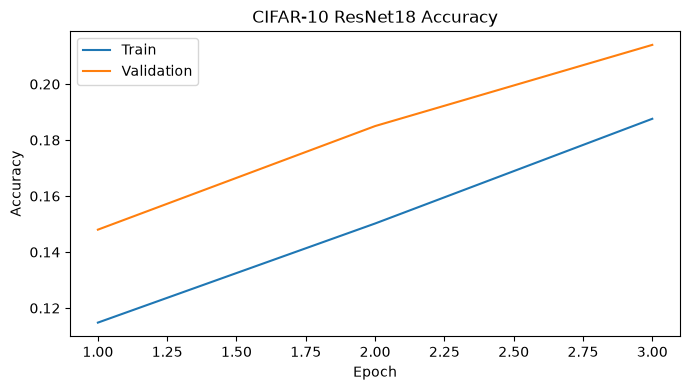 CIFAR-10 ResNet18 Accuracy
Train
Validation
Accuracy
0.20
0.18
0.16
0.14
0.12
1.00 1.25 1.50 1.75 2.00 2.25 2.50 2.75 3.00
Epoch